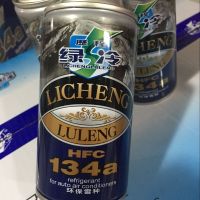 绿冷
LICHENG
LULENG
HFC
134a
refrigerant
for auto air conditioners
环保雪种